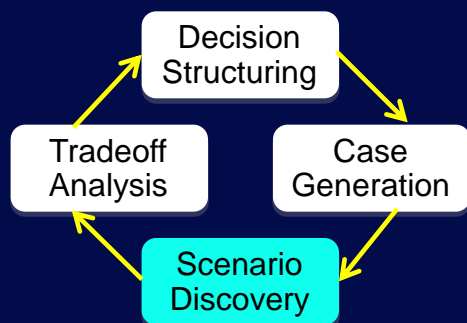 Decision
Structuring
Tradeoff
Analysis
Case
Generation
Scenario
Discovery